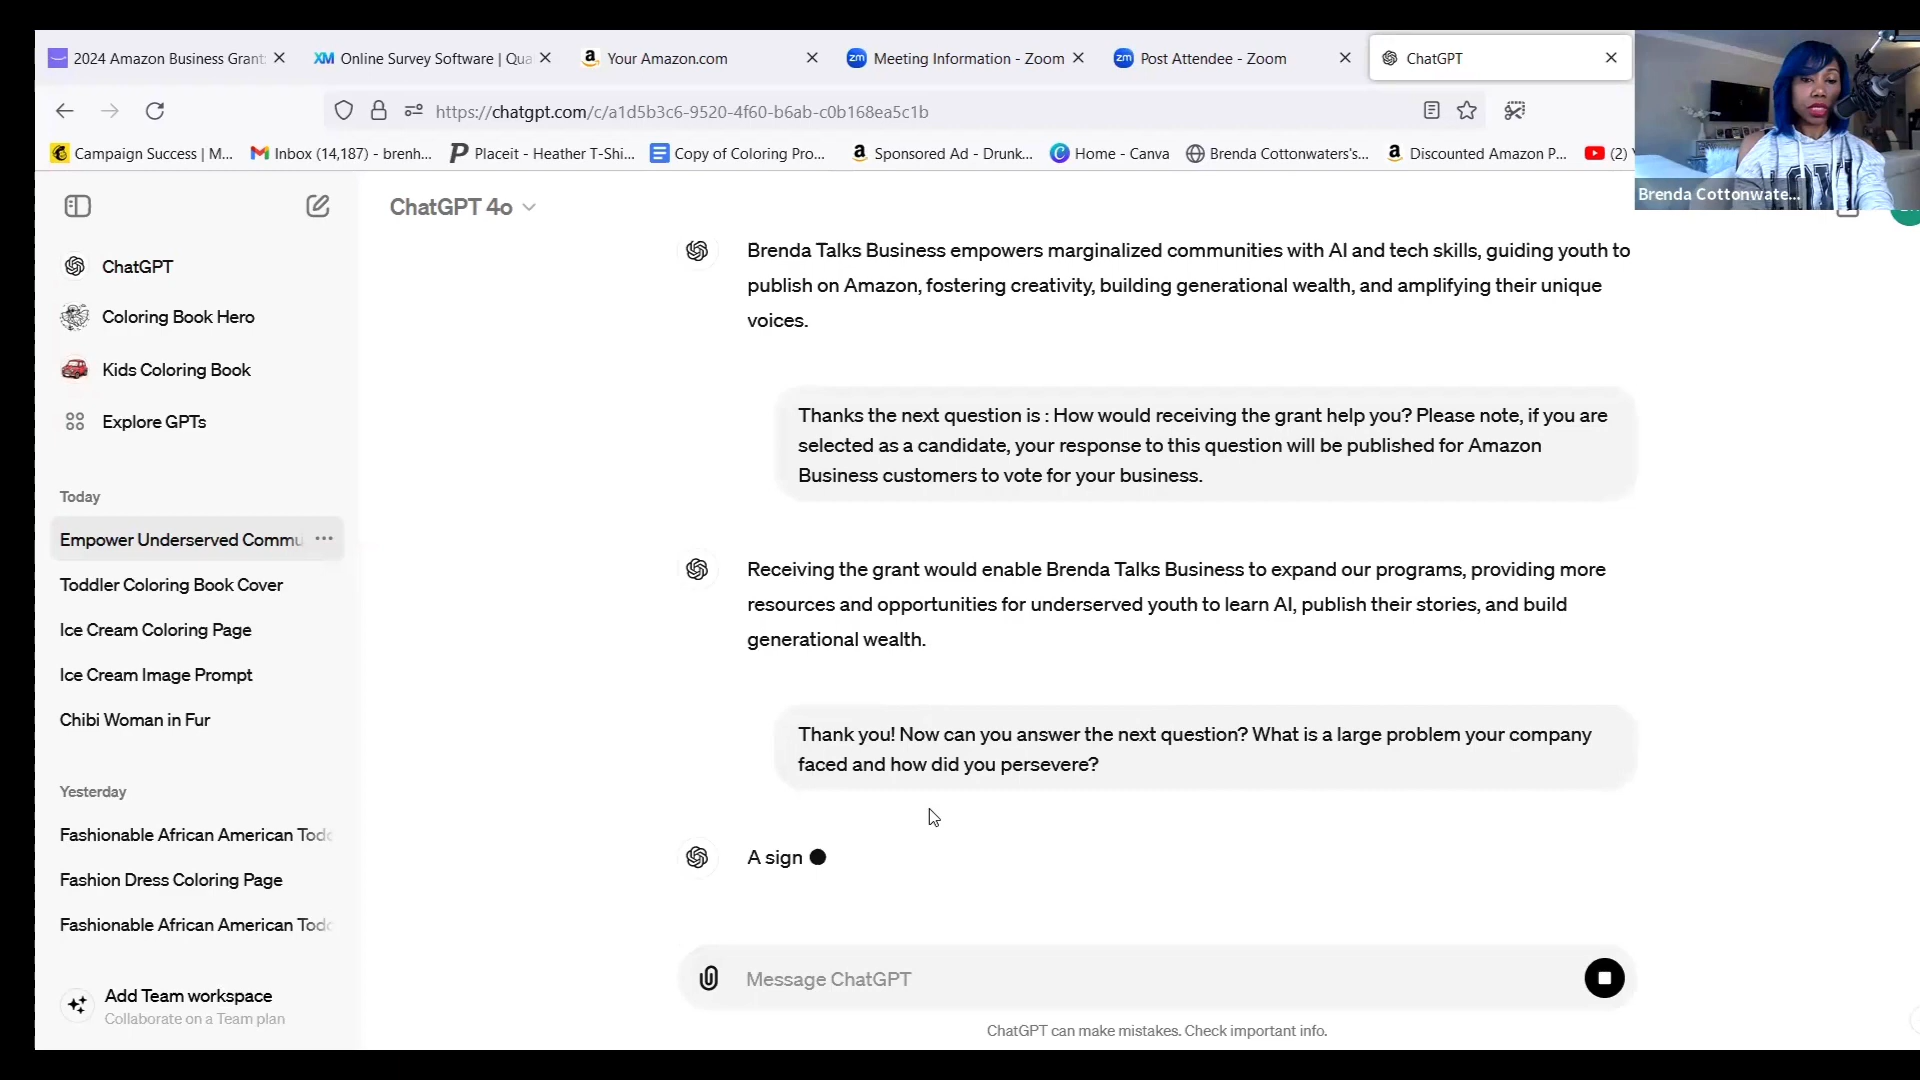 2024 Amazon Business Grant
XM Online Survey Software | Qua
Your Amazon.com
zm Meeting Information - Zoom
zm Post Attendee - Zoom
ChatGPT
https://chatgpt.com/c/a1d5b3c6-9520-4f60-b6ab-c0b168ea5c1b
Campaign Success | M...
Inbox (14,187) - brenh...
Placeit - Heather T-Shi...
Copy of Coloring Pro...
Sponsored Ad - Drunk...
Home - Canva
Brenda Cottonwaters's...
Discounted Amazon P...
(2)
Brenda Cottonwate...
ChatGPT
Coloring Book Hero
Kids Coloring Book
Explore GPTs
Today
Empower Underserved Commu
Toddler Coloring Book Cover
Ice Cream Coloring Page
Ice Cream Image Prompt
Chibi Woman in Fur
Yesterday
Fashionable African American Todd
Fashion Dress Coloring Page
Fashionable African American Todd
Add Team workspace
Collaborate on a Team plan
ChatGPT 4o
Brenda Talks Business empowers marginalized communities with AI and tech skills, guiding youth to
publish on Amazon, fostering creativity, building generational wealth, and amplifying their unique
voices.
Thanks the next question is : How would receiving the grant help you? Please note, if you are
selected as a candidate, your response to this question will be published for Amazon
Business customers to vote for your business.
Receiving the grant would enable Brenda Talks Business to expand our programs, providing more
resources and opportunities for underserved youth to learn AI, publish their stories, and build
generational wealth.
Thank you! Now can you answer the next question? What is a large problem your company
faced and how did you persevere?
A sign
Message ChatGPT
ChatGPT can make mistakes. Check important info.